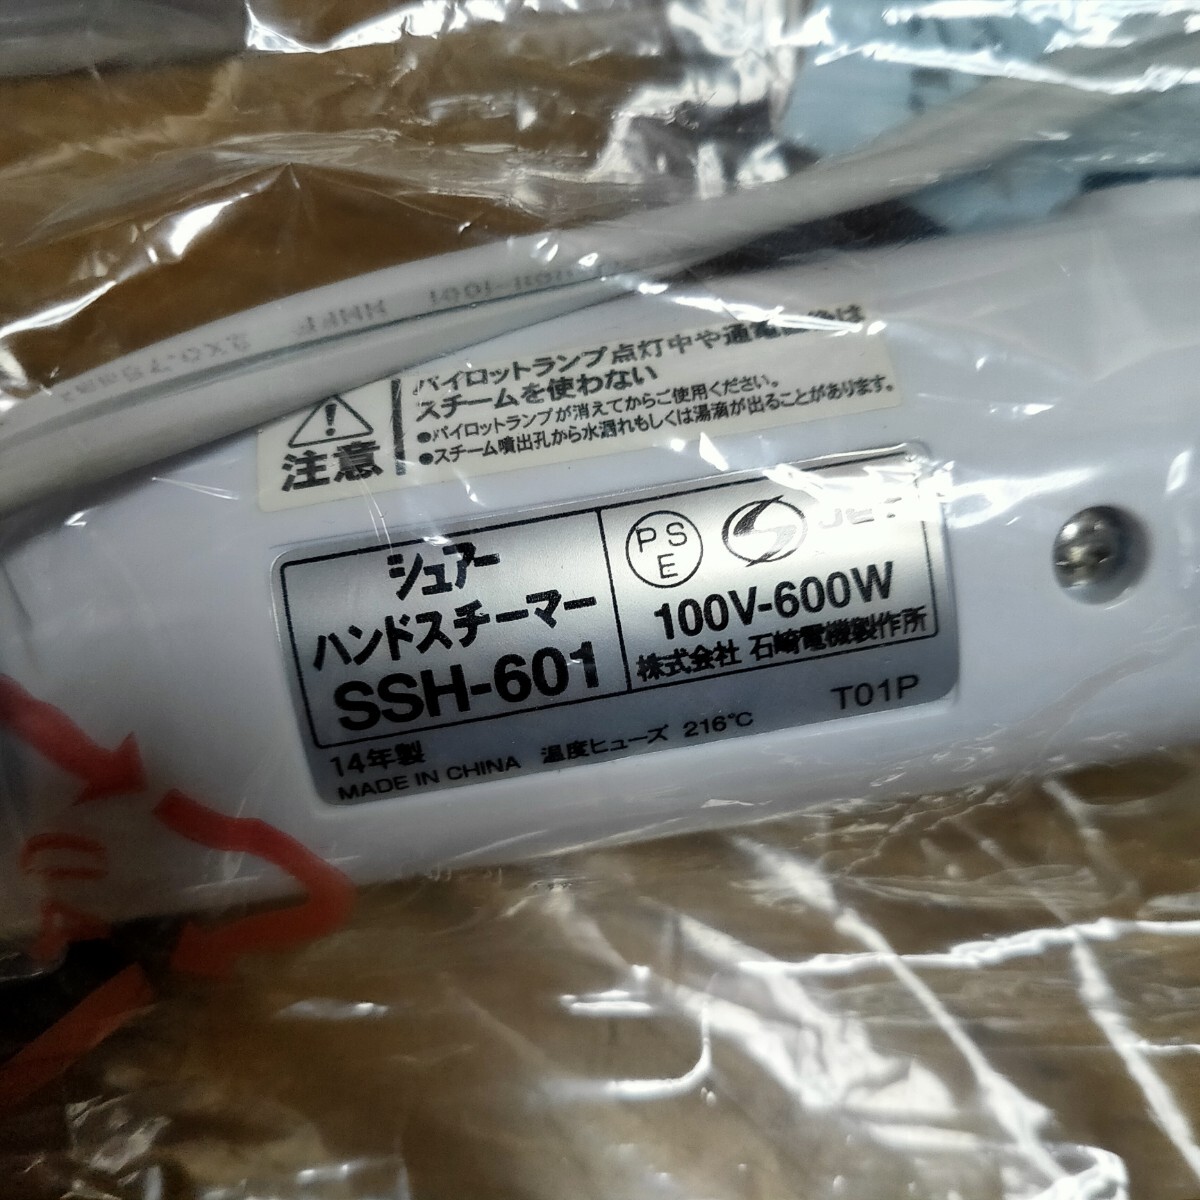 パイロットランプ点灯中や通電直後は
スチームを使わない
●パイロットランプが消えてからご使用ください。
●スチーム噴出孔から水洩れもしくは湯滴が出ることがあります。
注意
シュアー
ハンドスチーマー
SSH-601
PSE
JET
100V-600W
株式会社 石崎電機製作所
14年製
MADE IN CHINA 温度ヒューズ 216℃
T01P